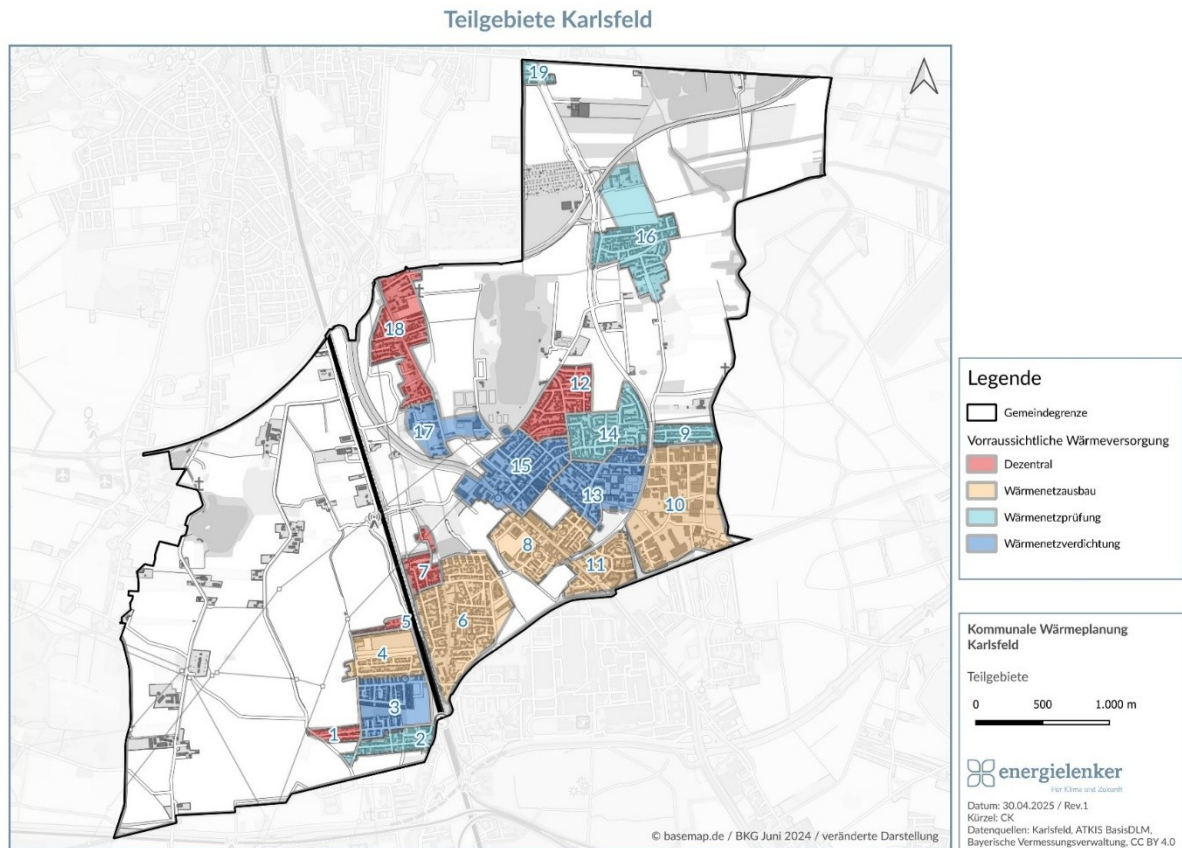 Teilgebiete Karlsfeld
19
16
18
12
17
14
9
15
13
10
8
11
7
6
5
4
3
1
2
© basemap.de / BKG Juni 2024 / veränderte Darstellung
Legende
Gemeindegrenze
Vorraussichtliche Wärmeversorgung
Dezentral
Wärmenetzausbau
Wärmenetzprüfung
Wärmenetzverdichtung
Kommunale Wärmeplanung
Karlsfeld
Teilgebiete
0 500 1.000 m
energielenker
Für Klima und Zukunft
Datum: 30.04.2025 / Rev.1
Kürzel: CK
Datenquellen: Karlsfeld, ATKIS BasisDLM,
Bayerische Vermessungsverwaltung, CC BY 4.0